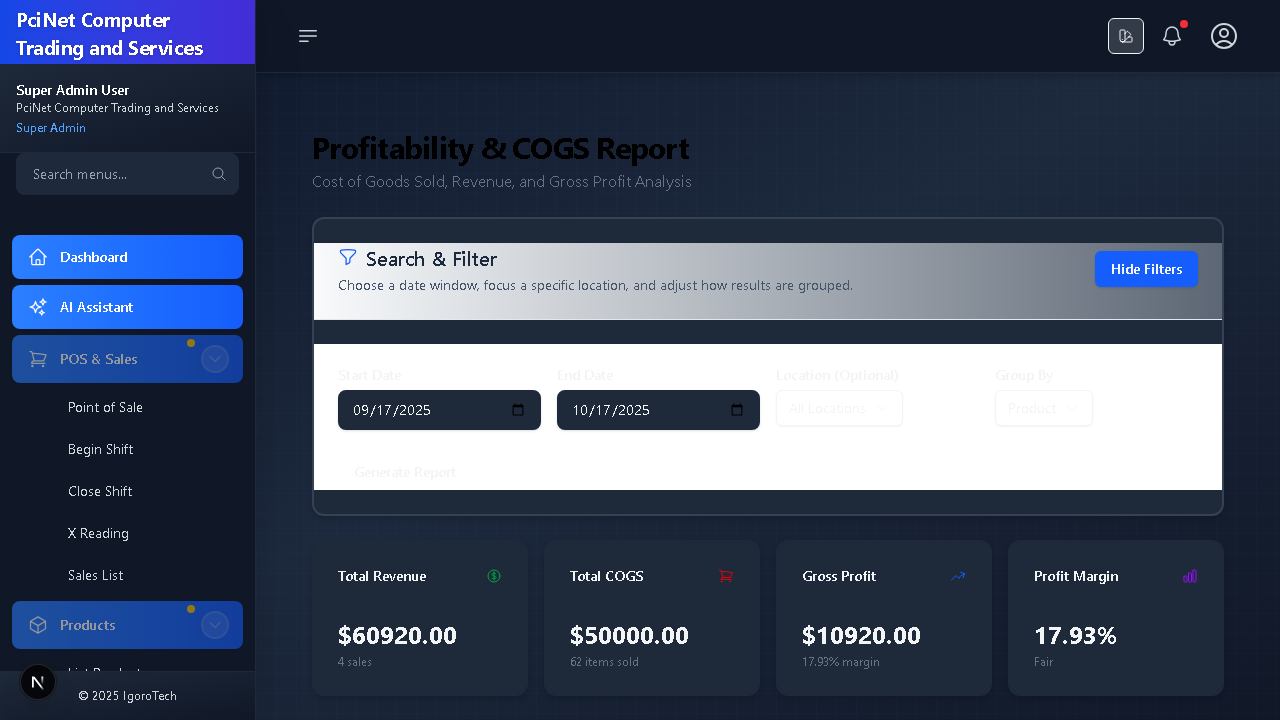 PciNet Computer
Trading and Services
Super Admin User
PciNet Computer Trading and Services
Super Admin
Search menus...
Dashboard
AI Assistant
POS & Sales
Point of Sale
Begin Shift
Close Shift
X Reading
Sales List
Products
N
© 2025 IgoroTech
Profitability & COGS Report
Cost of Goods Sold, Revenue, and Gross Profit Analysis
Search & Filter
Choose a date window, focus a specific location, and adjust how results are grouped.
Hide Filters
Start Date
End Date
Location (Optional)
Group By
09/17/2025
10/17/2025
All Locations
Product
Generate Report
Total Revenue
$60920.00
4 sales
Total COGS
$50000.00
62 items sold
Gross Profit
$10920.00
17.93% margin
Profit Margin
17.93%
Fair